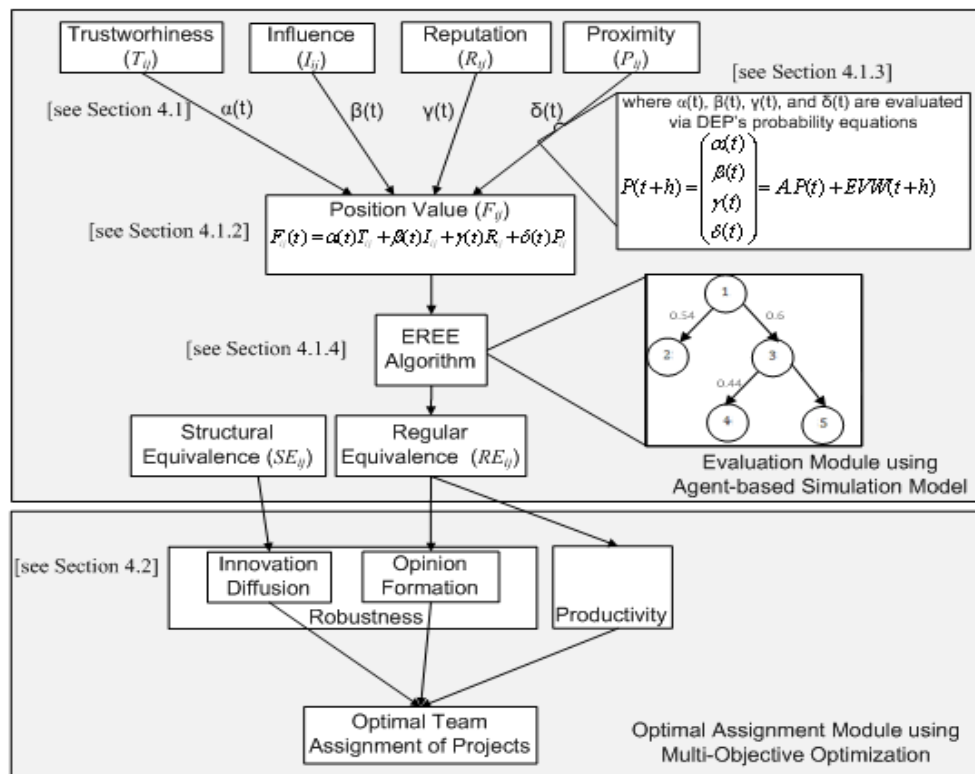 Trustworhiness
(T_ij)
Influence
(I_ij)
Reputation
(R_ij)
Proximity
(P_ij)
[see Section 4.1.3]
[see Section 4.1]
α(t)
β(t)
γ(t)
δ(t)
where α(t), β(t), γ(t), and δ(t) are evaluated
via DEP's probability equations
P(t+h) = (α(t) β(t) γ(t) δ(t)) = A.P(t)+EVW(t+h)
[see Section 4.1.2]
Position Value (F_ij)
F_ij(t) = α(t)T_ij + β(t)I_ij + γ(t)R_ij + δ(t)P_ij
[see Section 4.1.4]
EREE
Algorithm
1
0.54
0.6
2
3
0.44
4
5
Structural
Equivalence (SE_ij)
Regular
Equivalence (RE_ij)
Evaluation Module using
Agent-based Simulation Model
[see Section 4.2]
Innovation
Diffusion
Opinion
Formation
Robustness
Productivity
Optimal Team
Assignment of Projects
Optimal Assignment Module using
Multi-Objective Optimization